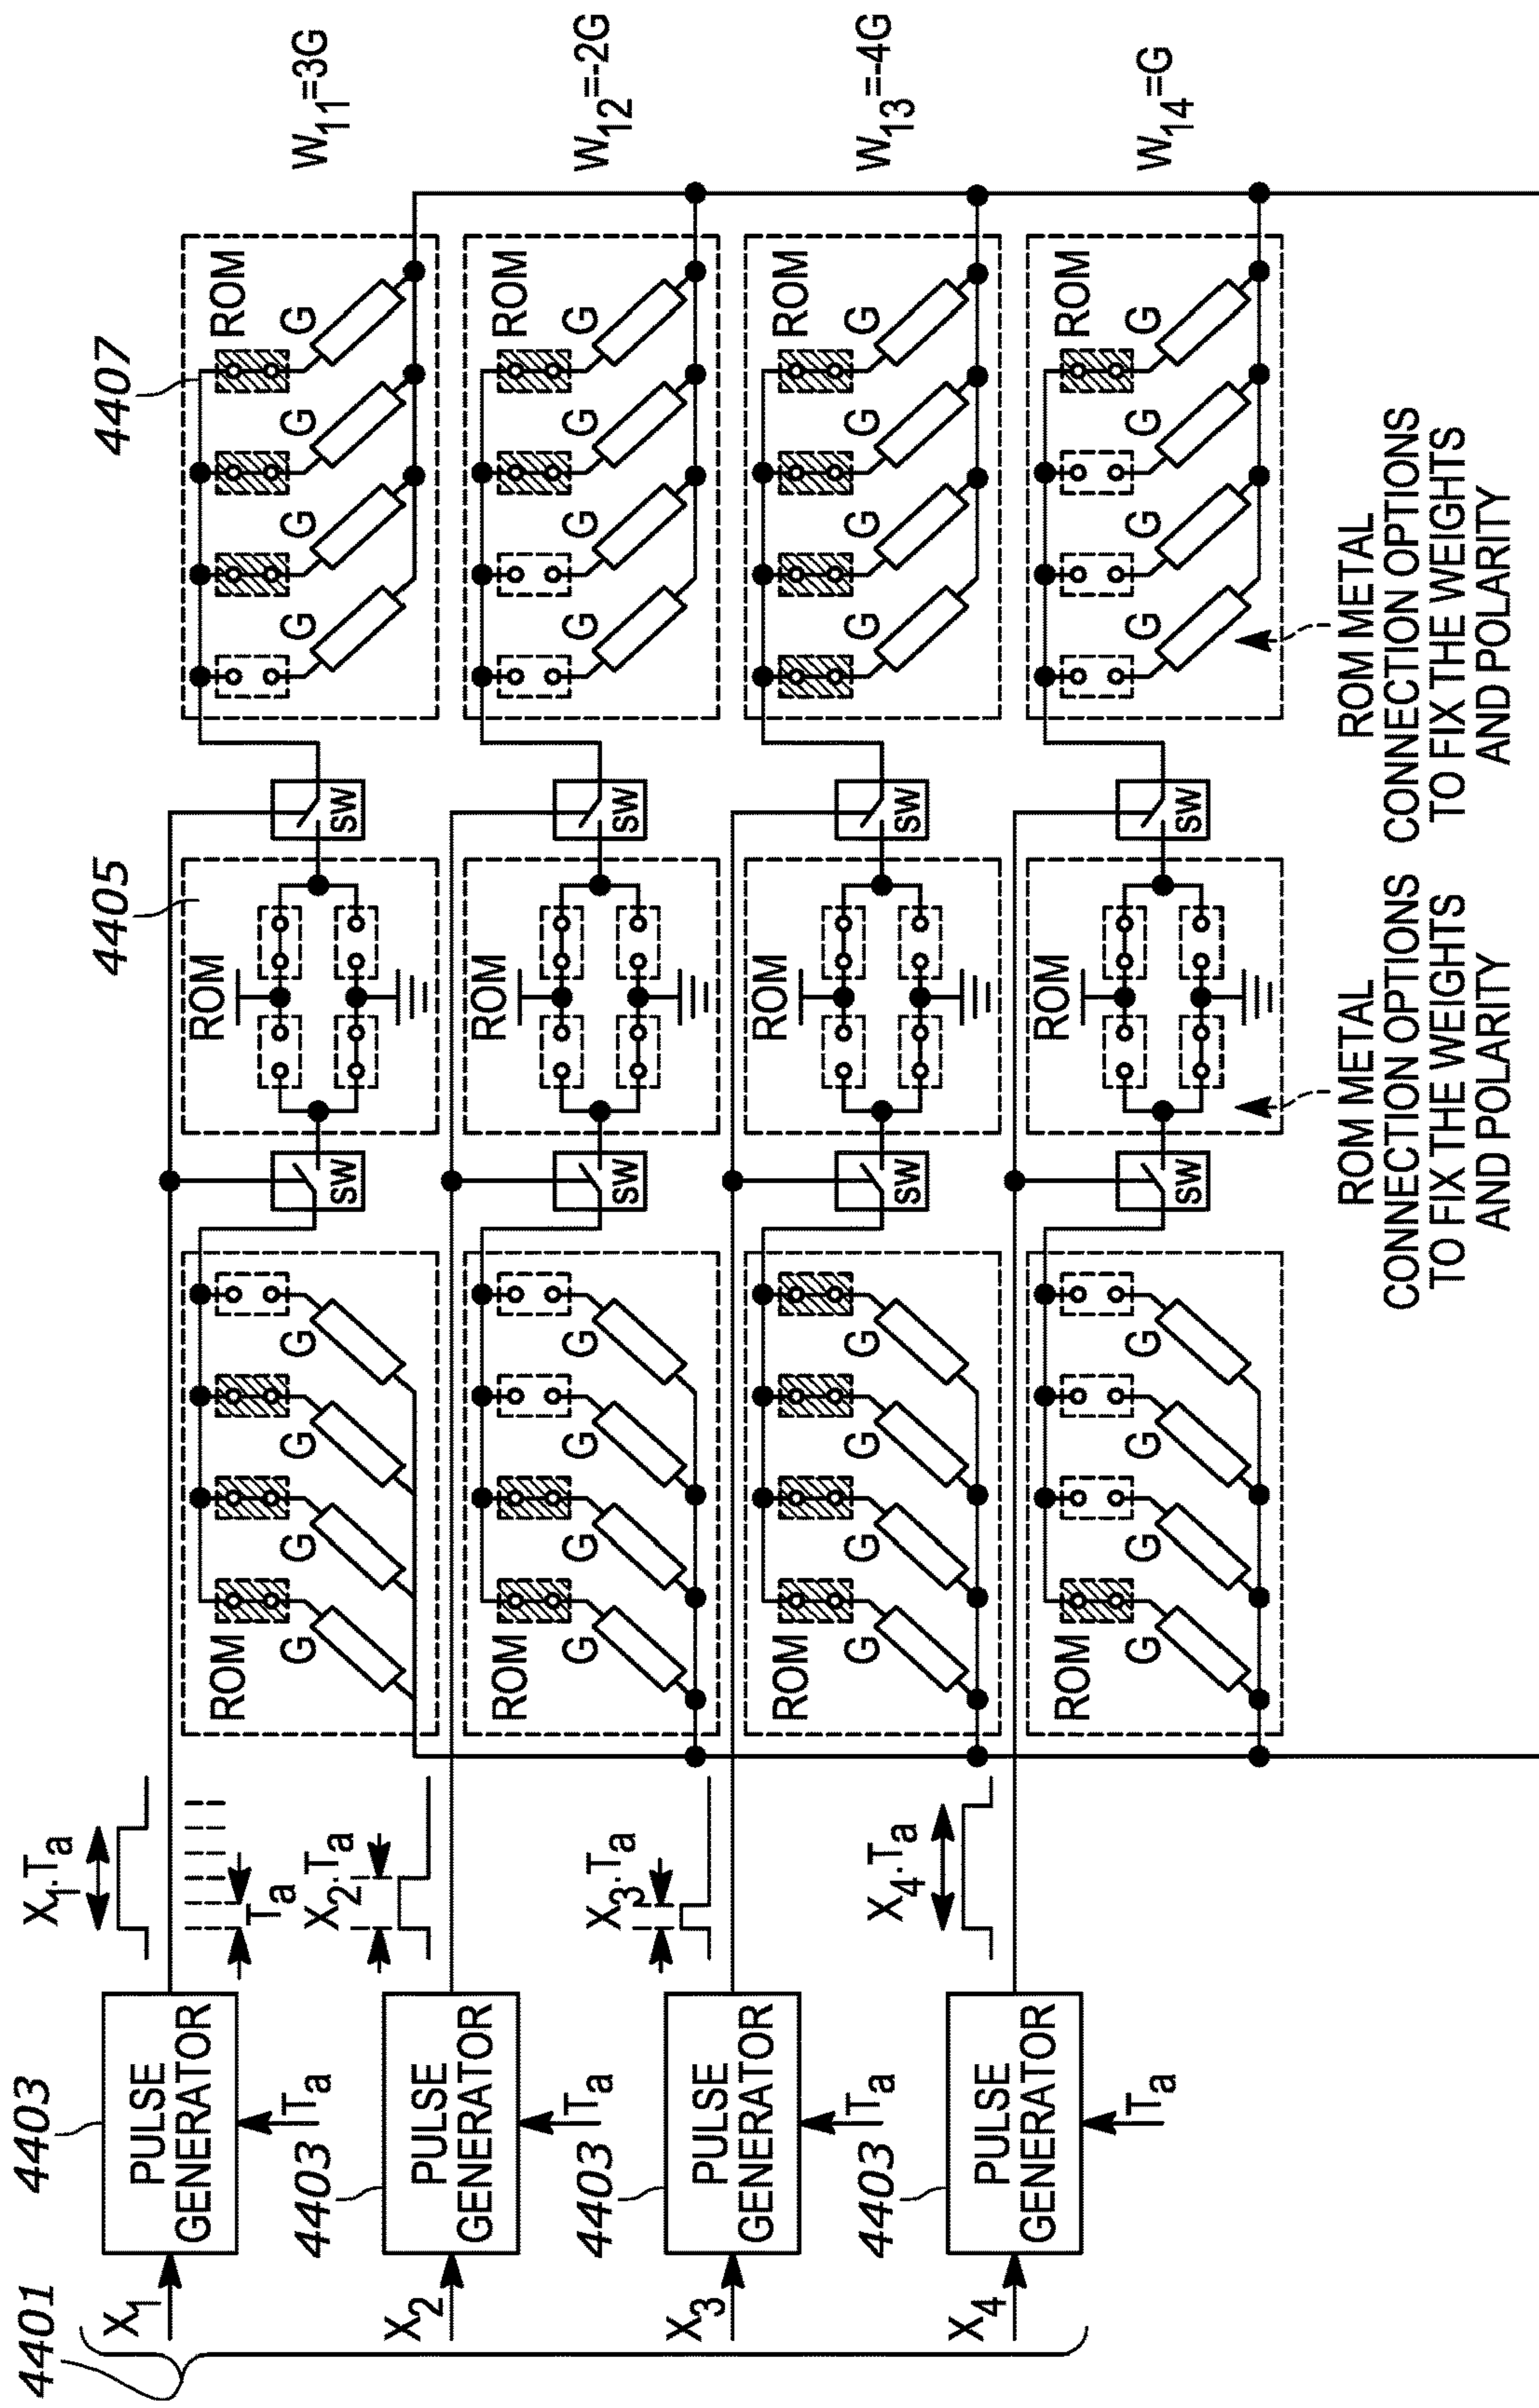 4401
X1
4403
PULSE
GENERATOR
Ta
X1.Ta
Ta
ROM
G
G
G
G
SW
4405
ROM
SW
4407
G
G
G
G
ROM
W11=3G
X2
4403
PULSE
GENERATOR
Ta
X2.Ta
ROM
G
G
G
G
SW
ROM
SW
G
G
G
G
ROM
W12=-2G
X3
4403
PULSE
GENERATOR
Ta
X3.Ta
ROM
G
G
G
G
SW
ROM
SW
G
G
G
G
ROM
W13=-4G
X4
4403
PULSE
GENERATOR
Ta
X4.Ta
ROM
G
G
G
G
SW
ROM
SW
G
G
G
G
ROM
W14=G
ROM METAL
CONNECTION OPTIONS
TO FIX THE WEIGHTS
AND POLARITY
ROM METAL
CONNECTION OPTIONS
TO FIX THE WEIGHTS
AND POLARITY